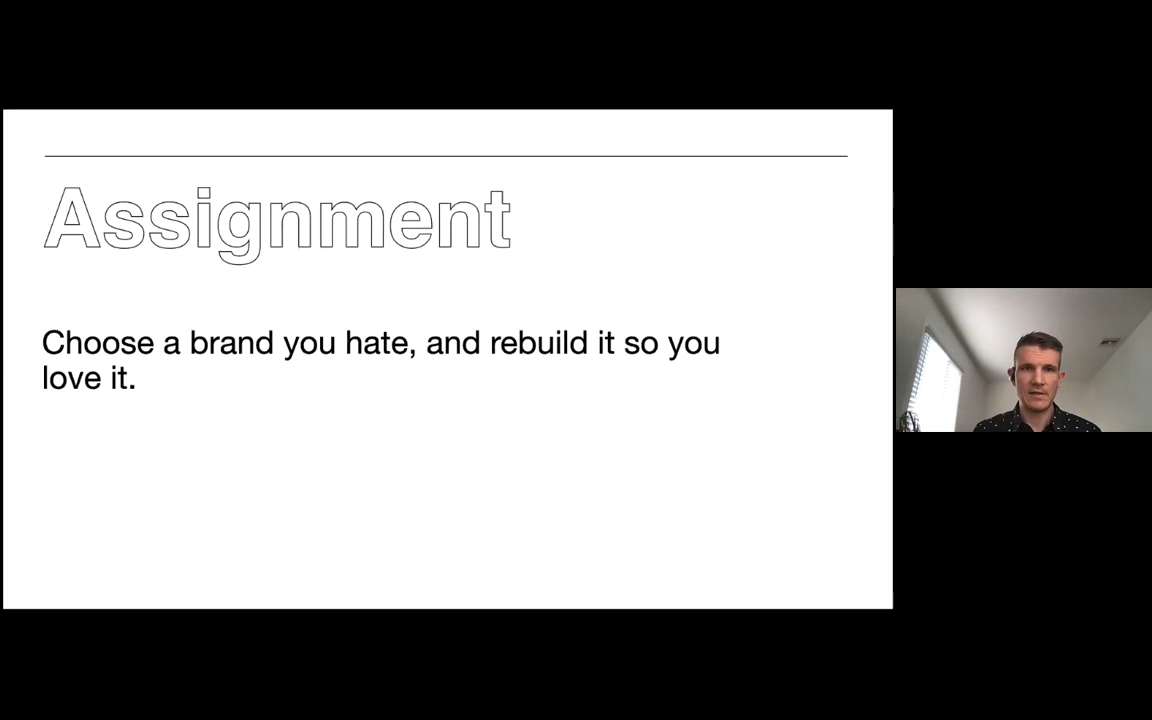 Assignment
Choose a brand you hate, and rebuild it so you
love it.